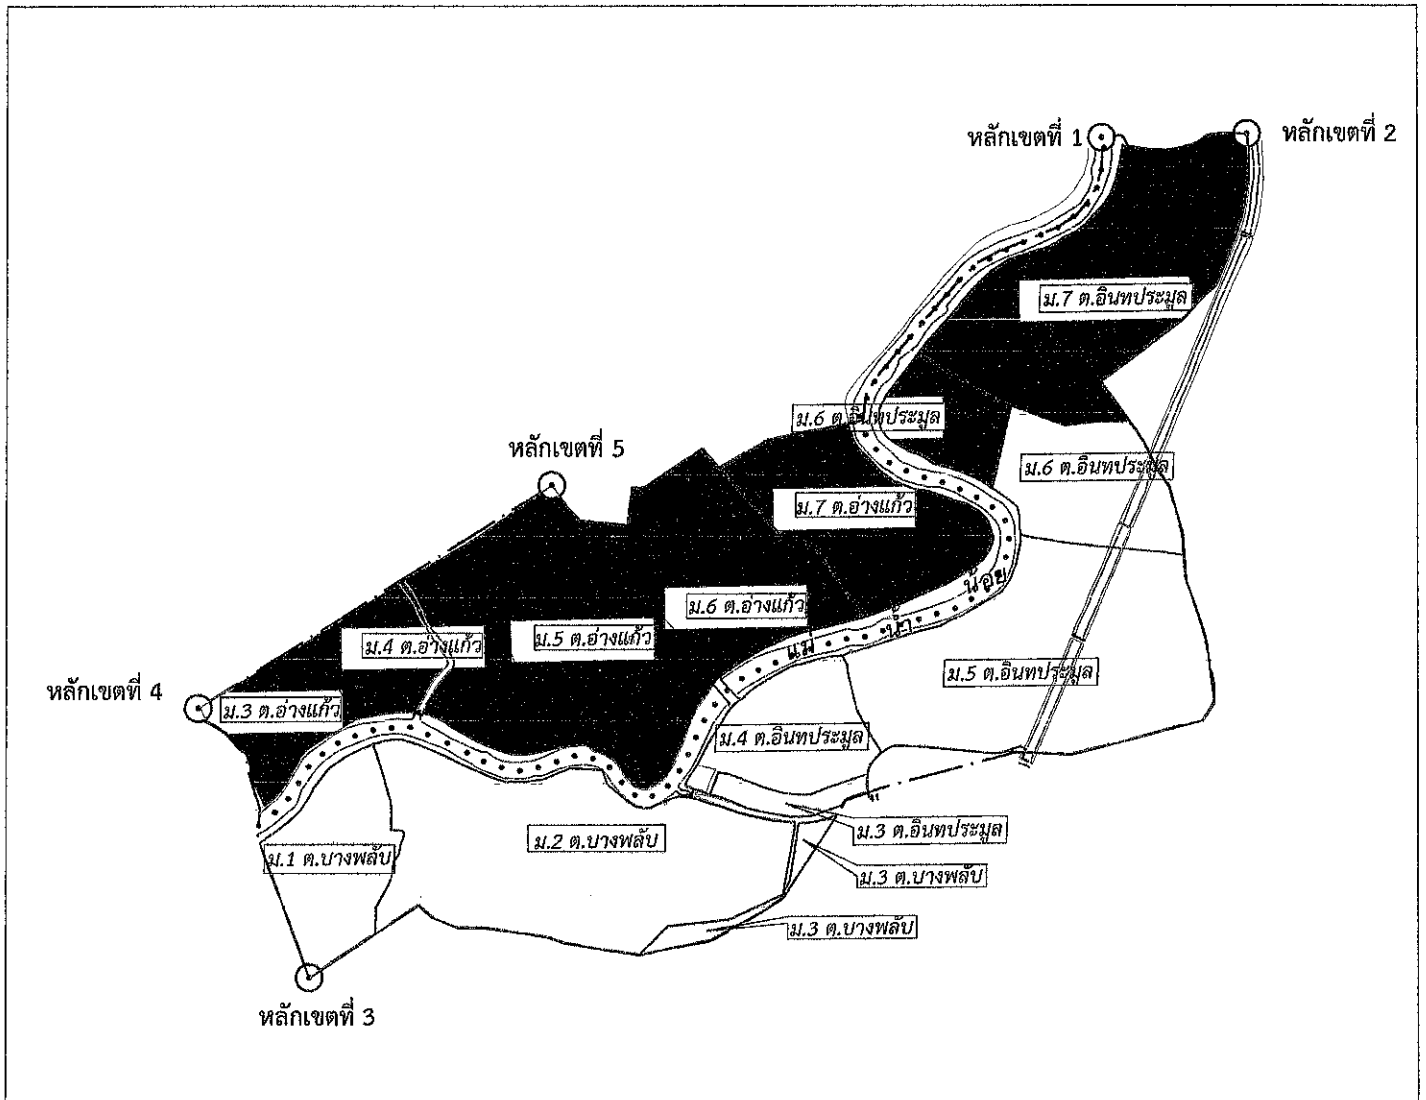 หลักเขตที่ 1
หลักเขตที่ 2
ม.7 ต.อินทประมูล
ม.6 ต.อินทประมูล
หลักเขตที่ 5
ม.6 ต.อินทประมูล
ม.7 ต.อ่างแก้ว
แม่ น้ำ น้อย
ม.6 ต.อ่างแก้ว
ม.5 ต.อ่างแก้ว
ม.4 ต.อ่างแก้ว
ม.5 ต.อินทประมูล
หลักเขตที่ 4
ม.3 ต.อ่างแก้ว
ม.4 ต.อินทประมูล
ม.3 ต.อินทประมูล
ม.2 ต.บางพลับ
ม.1 ต.บางพลับ
ม.3 ต.บางพลับ
ม.3 ต.บางพลับ
หลักเขตที่ 3